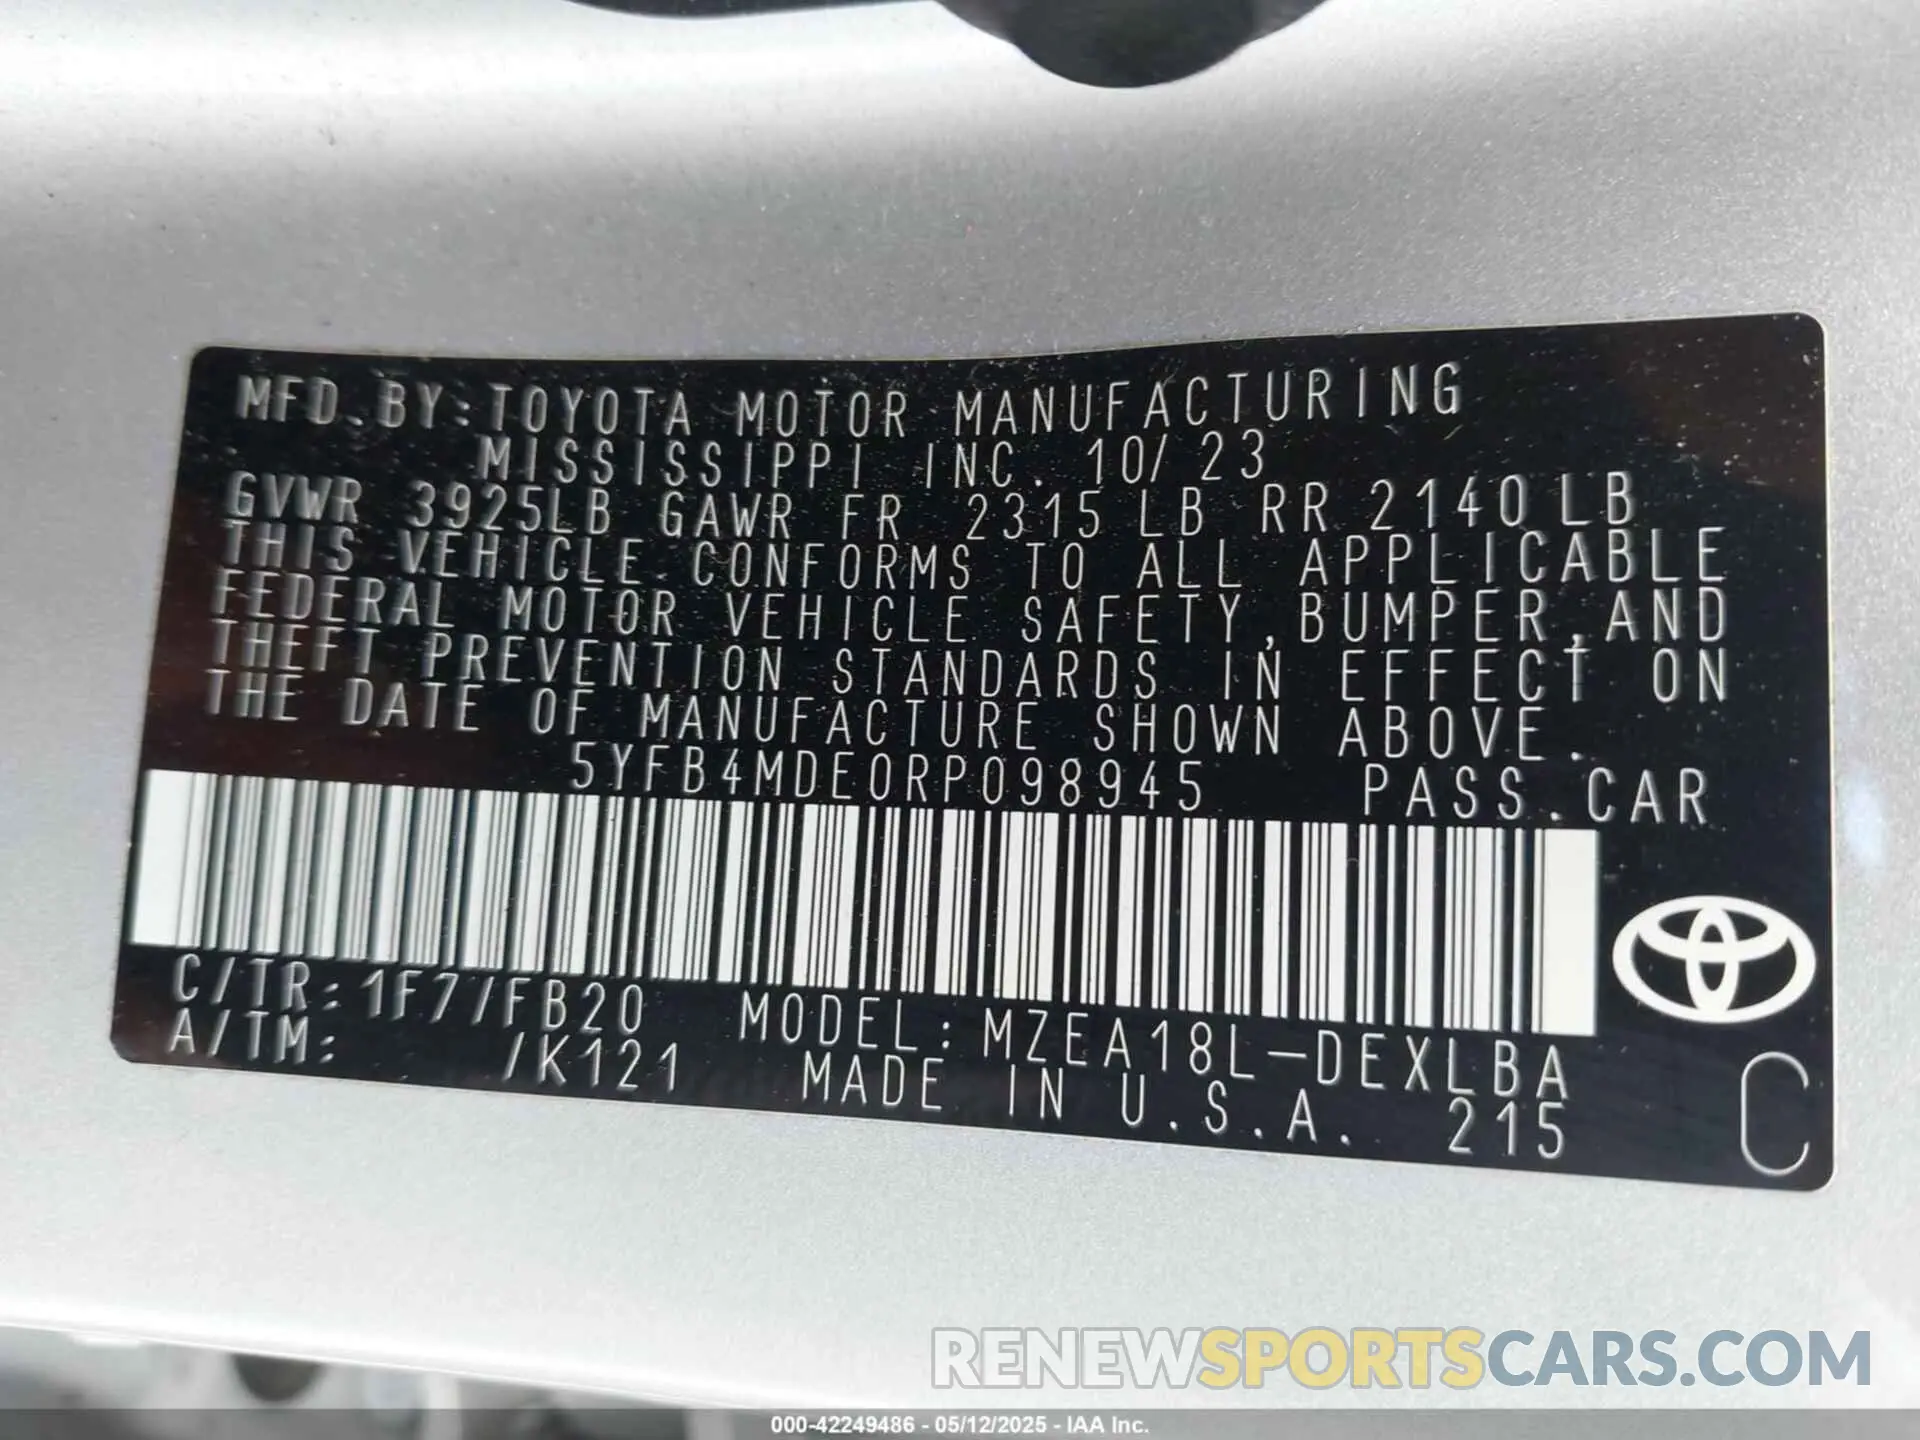 MFD.BY:TOYOTA MOTOR MANUFACTURING
MISSISSIPPI INC. 10/23
GVWR 3925LB GAWR FR 2315 LB RR 2140 LB
THIS VEHICLE CONFORMS TO ALL APPLICABLE
FEDERAL MOTOR VEHICLE SAFETY,BUMPER,AND
THEFT PREVENTION STANDARDS IN EFFECT ON
THE DATE OF MANUFACTURE SHOWN ABOVE.
5YFB4MDE0RP098945 PASS.CAR
C/TR:1F7/FB20 MODEL:MZEA18L-DEXLBA
A/TM: /K121 MADE IN U.S.A. 215
C
RENEWSPORTSCARS.COM
000-42249486 - 05/12/2025 - IAA Inc.